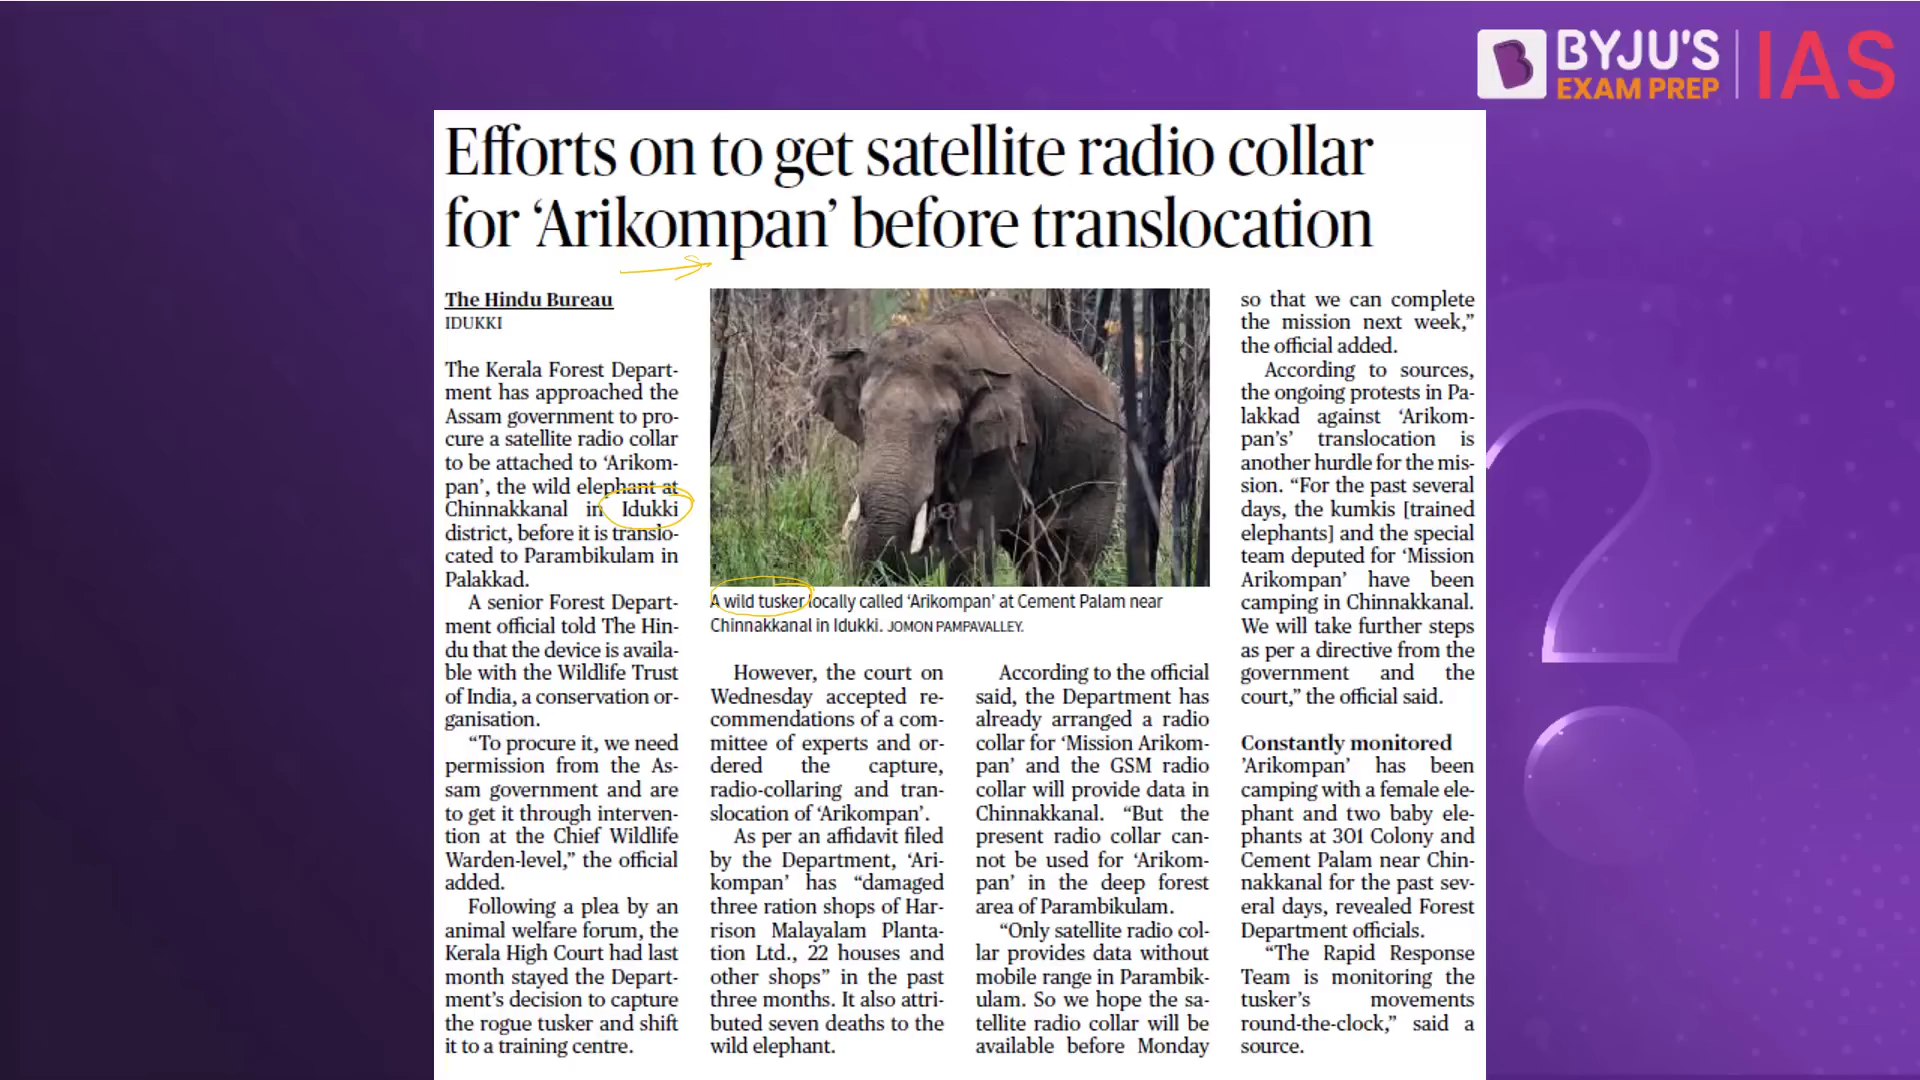 BYJU'S
EXAM PREP
IAS
Efforts on to get satellite radio collar
for ‘Arikompan’ before translocation
The Hindu Bureau
IDUKKI
The Kerala Forest Depart-
ment has approached the
Assam government to pro-
cure a satellite radio collar
to be attached to ‘Arikom-
pan’, the wild elephant at
Chinnakkanal in Idukki
district, before it is translo-
cated to Parambikulam in
Palakkad.
A senior Forest Depart-
ment official told The Hin-
du that the device is availa-
ble with the Wildlife Trust
of India, a conservation or-
ganisation.
“To procure it, we need
permission from the As-
sam government and are
to get it through interven-
tion at the Chief Wildlife
Warden-level,” the official
added.
Following a plea by an
animal welfare forum, the
Kerala High Court had last
month stayed the Depart-
ment’s decision to capture
the rogue tusker and shift
it to a training centre.
A wild tusker locally called ‘Arikompan’ at Cement Palam near
Chinnakkanal in Idukki. JOMON PAMPAVALLEY.
However, the court on
Wednesday accepted re-
commendations of a com-
mittee of experts and or-
dered the capture,
radio-collaring and tran-
slocation of ‘Arikompan’.
As per an affidavit filed
by the Department, ‘Ari-
kompan’ has “damaged
three ration shops of Har-
rison Malayalam Planta-
tion Ltd., 22 houses and
other shops” in the past
three months. It also attri-
buted seven deaths to the
wild elephant.
According to the official
said, the Department has
already arranged a radio
collar for ‘Mission Arikom-
pan’ and the GSM radio
collar will provide data in
Chinnakkanal. “But the
present radio collar can-
not be used for ‘Arikom-
pan’ in the deep forest
area of Parambikulam.
“Only satellite radio col-
lar provides data without
mobile range in Parambik-
ulam. So we hope the sa-
tellite radio collar will be
available before Monday
so that we can complete
the mission next week,”
the official added.
According to sources,
the ongoing protests in Pa-
lakkad against ‘Arikom-
pan’s’ translocation is
another hurdle for the mis-
sion. “For the past several
days, the kumkis [trained
elephants] and the special
team deputed for ‘Mission
Arikompan’ have been
camping in Chinnakkanal.
We will take further steps
as per a directive from the
government and the
court,” the official said.
Constantly monitored
'Arikompan’ has been
camping with a female ele-
phant and two baby ele-
phants at 301 Colony and
Cement Palam near Chin-
nakkanal for the past sev-
eral days, revealed Forest
Department officials.
“The Rapid Response
Team is monitoring the
tusker’s movements
round-the-clock,” said a
source.